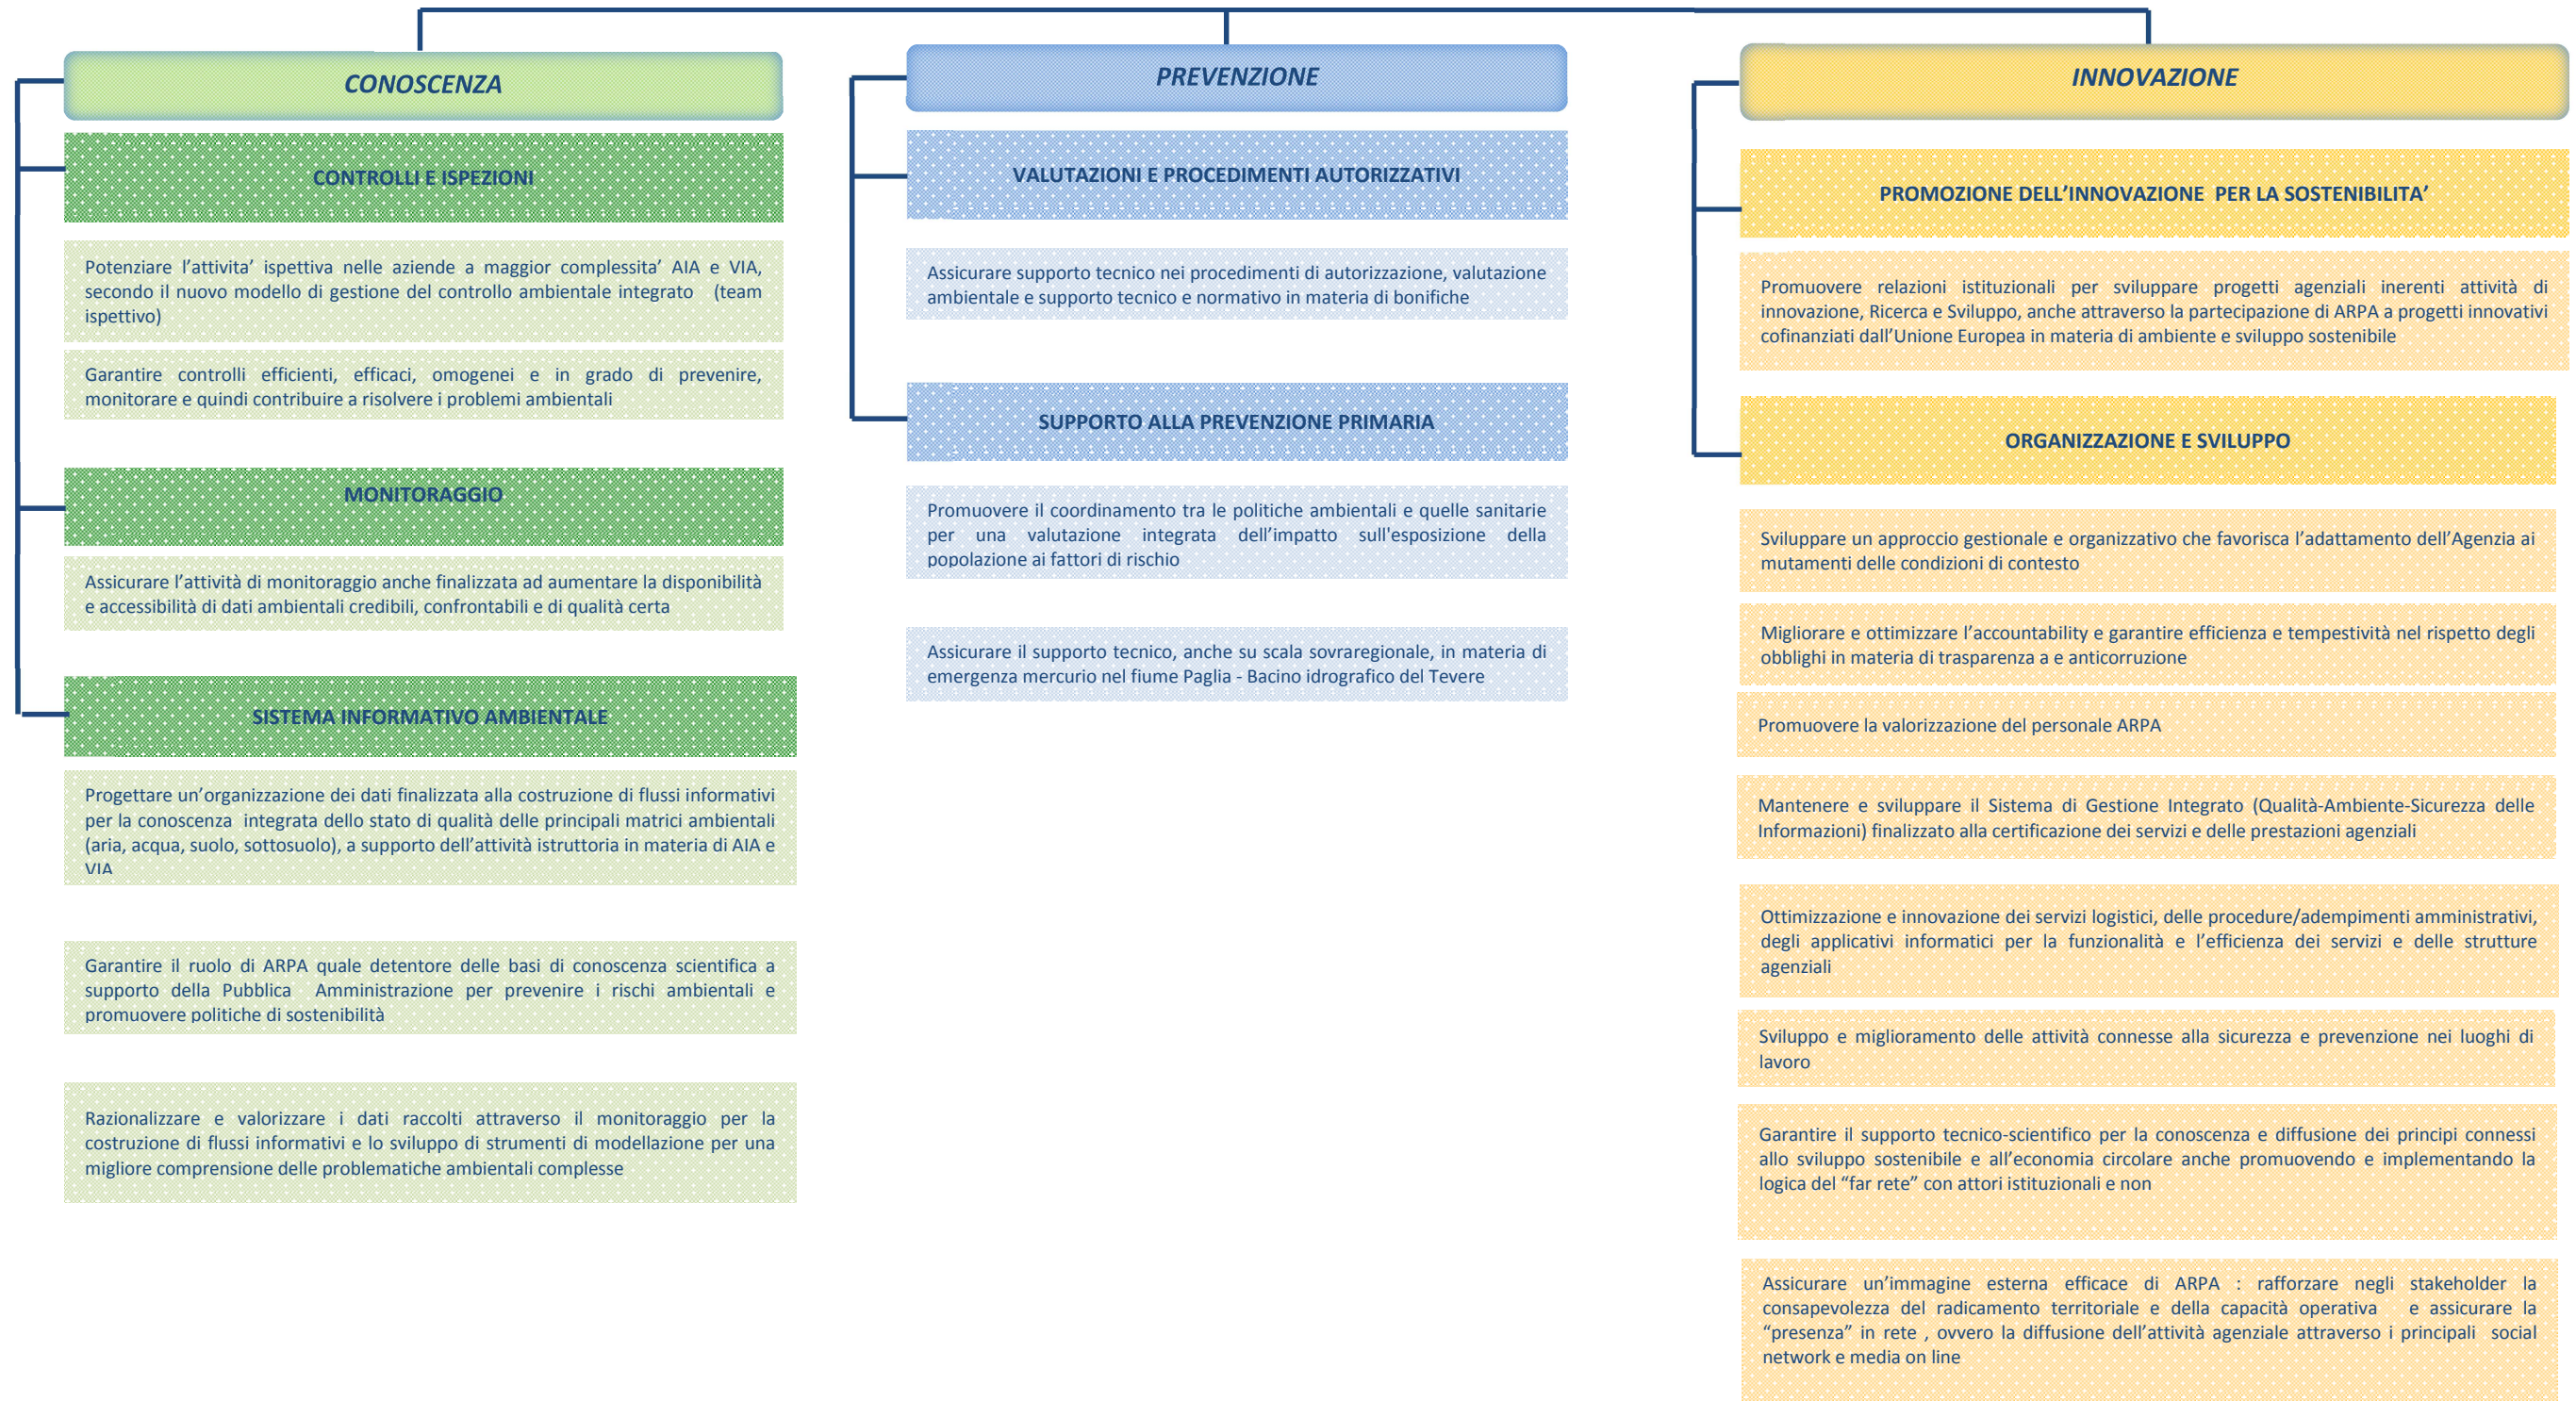 CONOSCENZA
CONTROLLI E ISPEZIONI
Potenziare l’attivita’ ispettiva nelle aziende a maggior complessita’ AIA e VIA,
secondo il nuovo modello di gestione del controllo ambientale integrato (team
ispettivo)
Garantire controlli efficienti, efficaci, omogenei e in grado di prevenire,
monitorare e quindi contribuire a risolvere i problemi ambientali
MONITORAGGIO
Assicurare l’attività di monitoraggio anche finalizzata ad aumentare la disponibilità
e accessibilità di dati ambientali credibili, confrontabili e di qualità certa
SISTEMA INFORMATIVO AMBIENTALE
Progettare un’organizzazione dei dati finalizzata alla costruzione di flussi informativi
per la conoscenza integrata dello stato di qualità delle principali matrici ambientali
(aria, acqua, suolo, sottosuolo), a supporto dell’attività istruttoria in materia di AIA e
VIA
Garantire il ruolo di ARPA quale detentore delle basi di conoscenza scientifica a
supporto della Pubblica Amministrazione per prevenire i rischi ambientali e
promuovere politiche di sostenibilità
Razionalizzare e valorizzare i dati raccolti attraverso il monitoraggio per la
costruzione di flussi informativi e lo sviluppo di strumenti di modellazione per una
migliore comprensione delle problematiche ambientali complesse
PREVENZIONE
VALUTAZIONI E PROCEDIMENTI AUTORIZZATIVI
Assicurare supporto tecnico nei procedimenti di autorizzazione, valutazione
ambientale e supporto tecnico e normativo in materia di bonifiche
SUPPORTO ALLA PREVENZIONE PRIMARIA
Promuovere il coordinamento tra le politiche ambientali e quelle sanitarie
per una valutazione integrata dell’impatto sull'esposizione della
popolazione ai fattori di rischio
Assicurare il supporto tecnico, anche su scala sovraregionale, in materia di
emergenza mercurio nel fiume Paglia - Bacino idrografico del Tevere
INNOVAZIONE
PROMOZIONE DELL’INNOVAZIONE PER LA SOSTENIBILITA’
Promuovere relazioni istituzionali per sviluppare progetti agenziali inerenti attività di
innovazione, Ricerca e Sviluppo, anche attraverso la partecipazione di ARPA a progetti innovativi
cofinanziati dall’Unione Europea in materia di ambiente e sviluppo sostenibile
ORGANIZZAZIONE E SVILUPPO
Sviluppare un approccio gestionale e organizzativo che favorisca l’adattamento dell’Agenzia ai
mutamenti delle condizioni di contesto
Migliorare e ottimizzare l’accountability e garantire efficienza e tempestività nel rispetto degli
obblighi in materia di trasparenza a e anticorruzione
Promuovere la valorizzazione del personale ARPA
Mantenere e sviluppare il Sistema di Gestione Integrato (Qualità-Ambiente-Sicurezza delle
Informazioni) finalizzato alla certificazione dei servizi e delle prestazioni agenziali
Ottimizzazione e innovazione dei servizi logistici, delle procedure/adempimenti amministrativi,
degli applicativi informatici per la funzionalità e l’efficienza dei servizi e delle strutture
agenziali
Sviluppo e miglioramento delle attività connesse alla sicurezza e prevenzione nei luoghi di
lavoro
Garantire il supporto tecnico-scientifico per la conoscenza e diffusione dei principi connessi
allo sviluppo sostenibile e all’economia circolare anche promuovendo e implementando la
logica del “far rete” con attori istituzionali e non
Assicurare un’immagine esterna efficace di ARPA : rafforzare negli stakeholder la
consapevolezza del radicamento territoriale e della capacità operativa e assicurare la
“presenza” in rete , ovvero la diffusione dell’attività agenziale attraverso i principali social
network e media on line